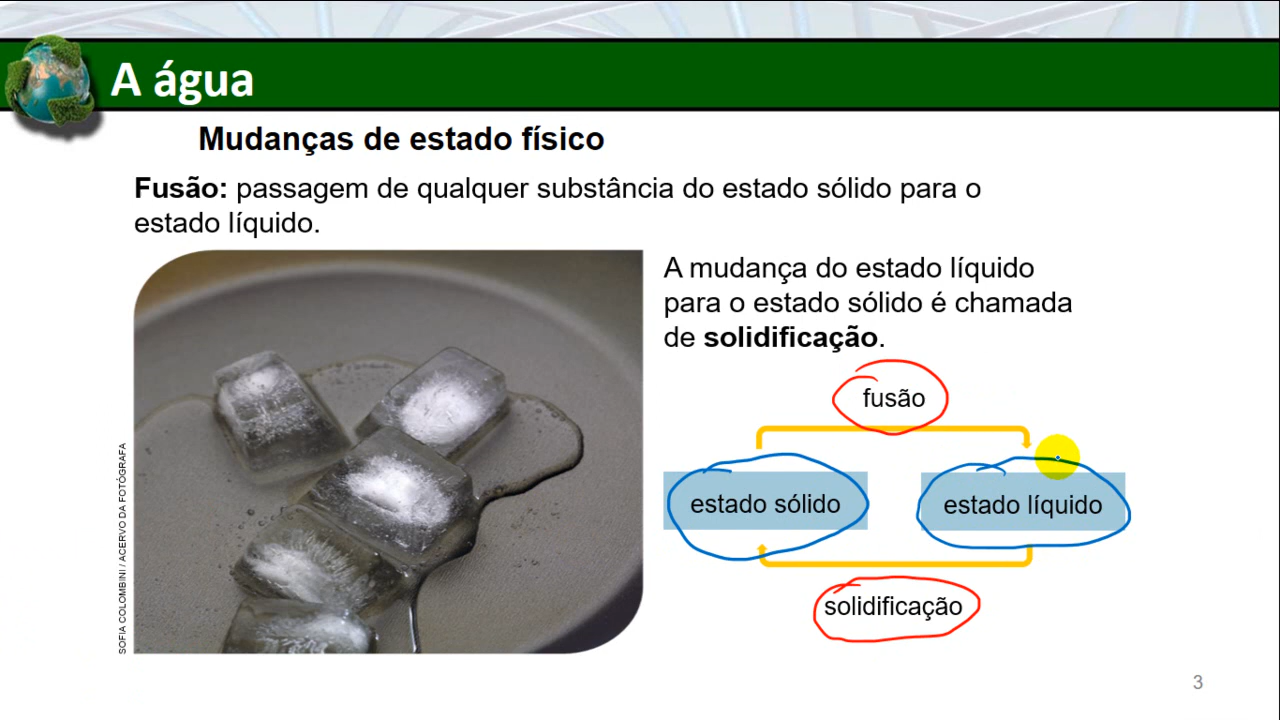 A água
Mudanças de estado físico
Fusão: passagem de qualquer substância do estado sólido para o
estado líquido.
A mudança do estado líquido
para o estado sólido é chamada
de solidificação.
fusão
estado sólido
estado líquido
solidificação
SOFIA COLOMBINI / ACERVO DA FOTÓGRAFA
3